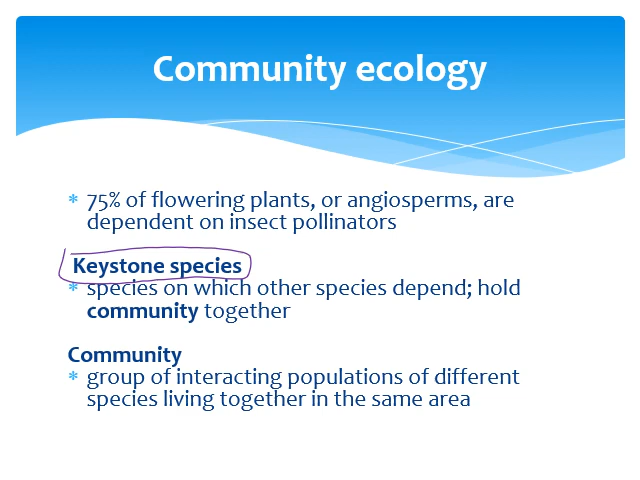 Community ecology
* 75% of flowering plants, or angiosperms, are
dependent on insect pollinators
Keystone species
* species on which other species depend; hold
community together
Community
* group of interacting populations of different
species living together in the same area